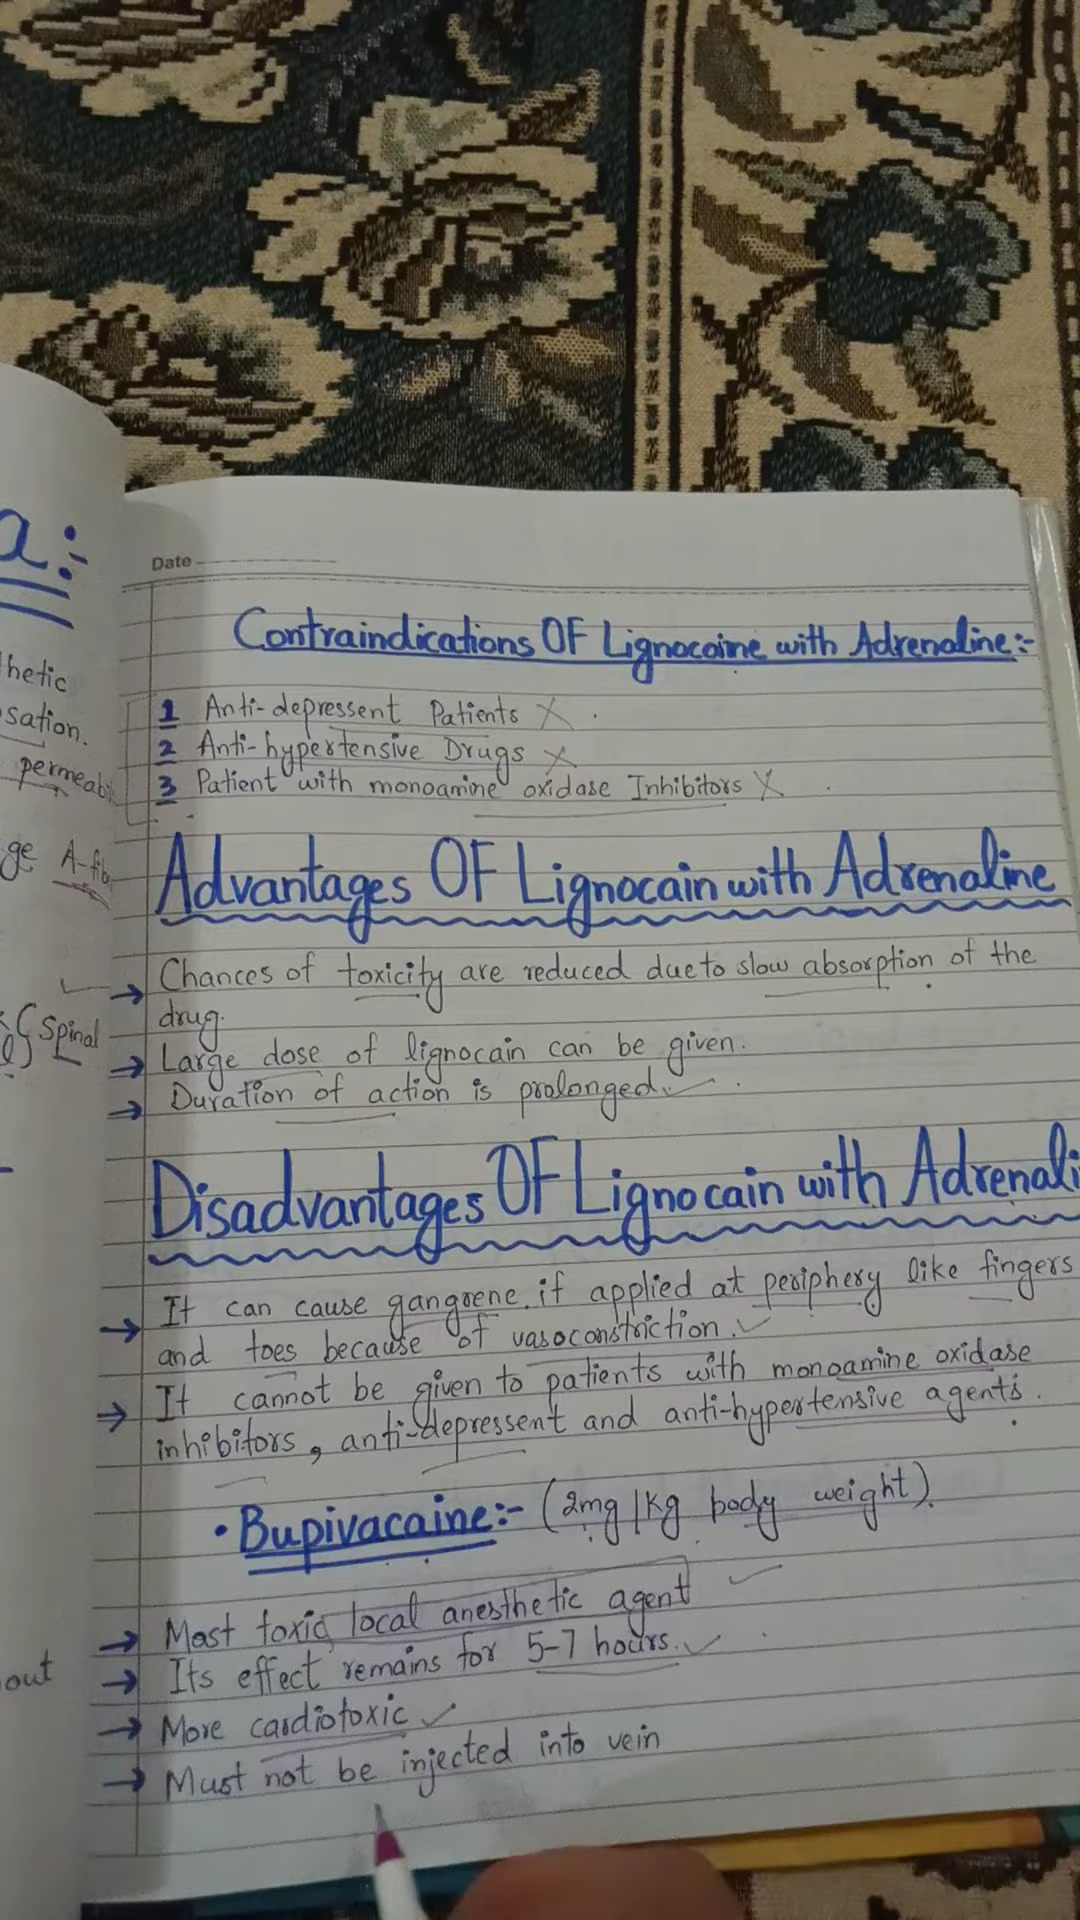 a:-
hetic
sation.
permeab
ge A-fib
Spinal
out
Date
Contraindications OF Lignocaine with Adrenaline:-
1 Anti-depressent Patients X
2 Anti-hypertensive Drugs X
3 Patient with monoamine oxidase Inhibitors X
Advantages OF Lignocain with Adrenaline
→ Chances of toxicity are reduced due to slow absorption of the
drug.
→ Large dose of lignocain can be given.
→ Duration of action is prolonged.
Disadvantages OF Lignocain with Adrenali
→ It can cause gangrene if applied at periphery like fingers
and toes because of vasoconstriction.
→ It cannot be given to patients with monoamine oxidase
inhibitors, anti-depressent and anti-hypertensive agents.
• Bupivacaine:- (2mg/kg body weight)
→ Most toxic local anesthetic agent
→ Its effect remains for 5-7 hours.
→ More cardiotoxic
→ Must not be injected into vein